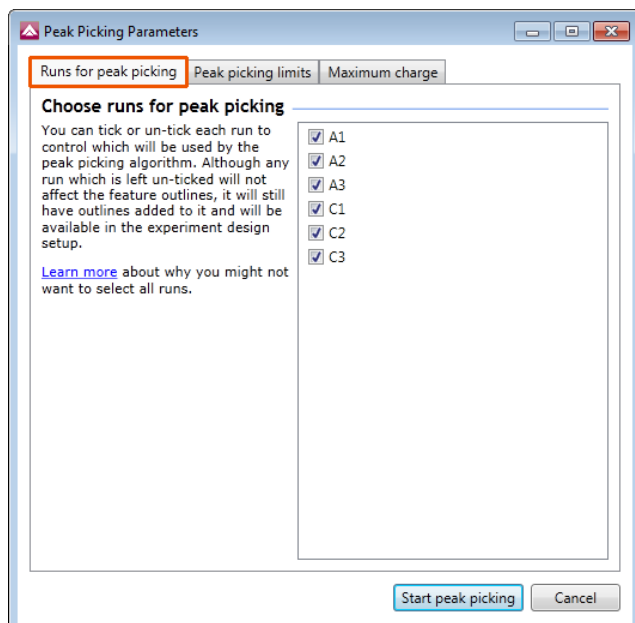 Peak Picking Parameters
Runs for peak picking
Peak picking limits
Maximum charge
Choose runs for peak picking
You can tick or un-tick each run to
control which will be used by the
peak picking algorithm. Although any
run which is left un-ticked will not
affect the feature outlines, it will still
have outlines added to it and will be
available in the experiment design
setup.
Learn more about why you might not
want to select all runs.
A1
A2
A3
C1
C2
C3
Start peak picking
Cancel